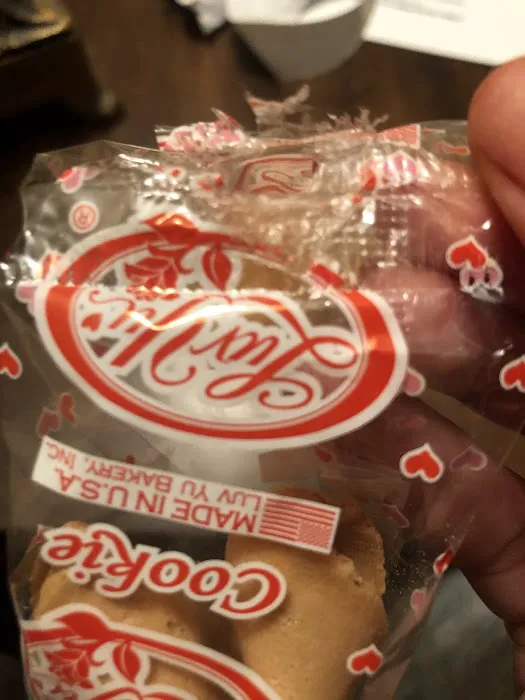 Luv Yu
MADE IN U.S.A.
LUV YU BAKERY, INC.
Cookie